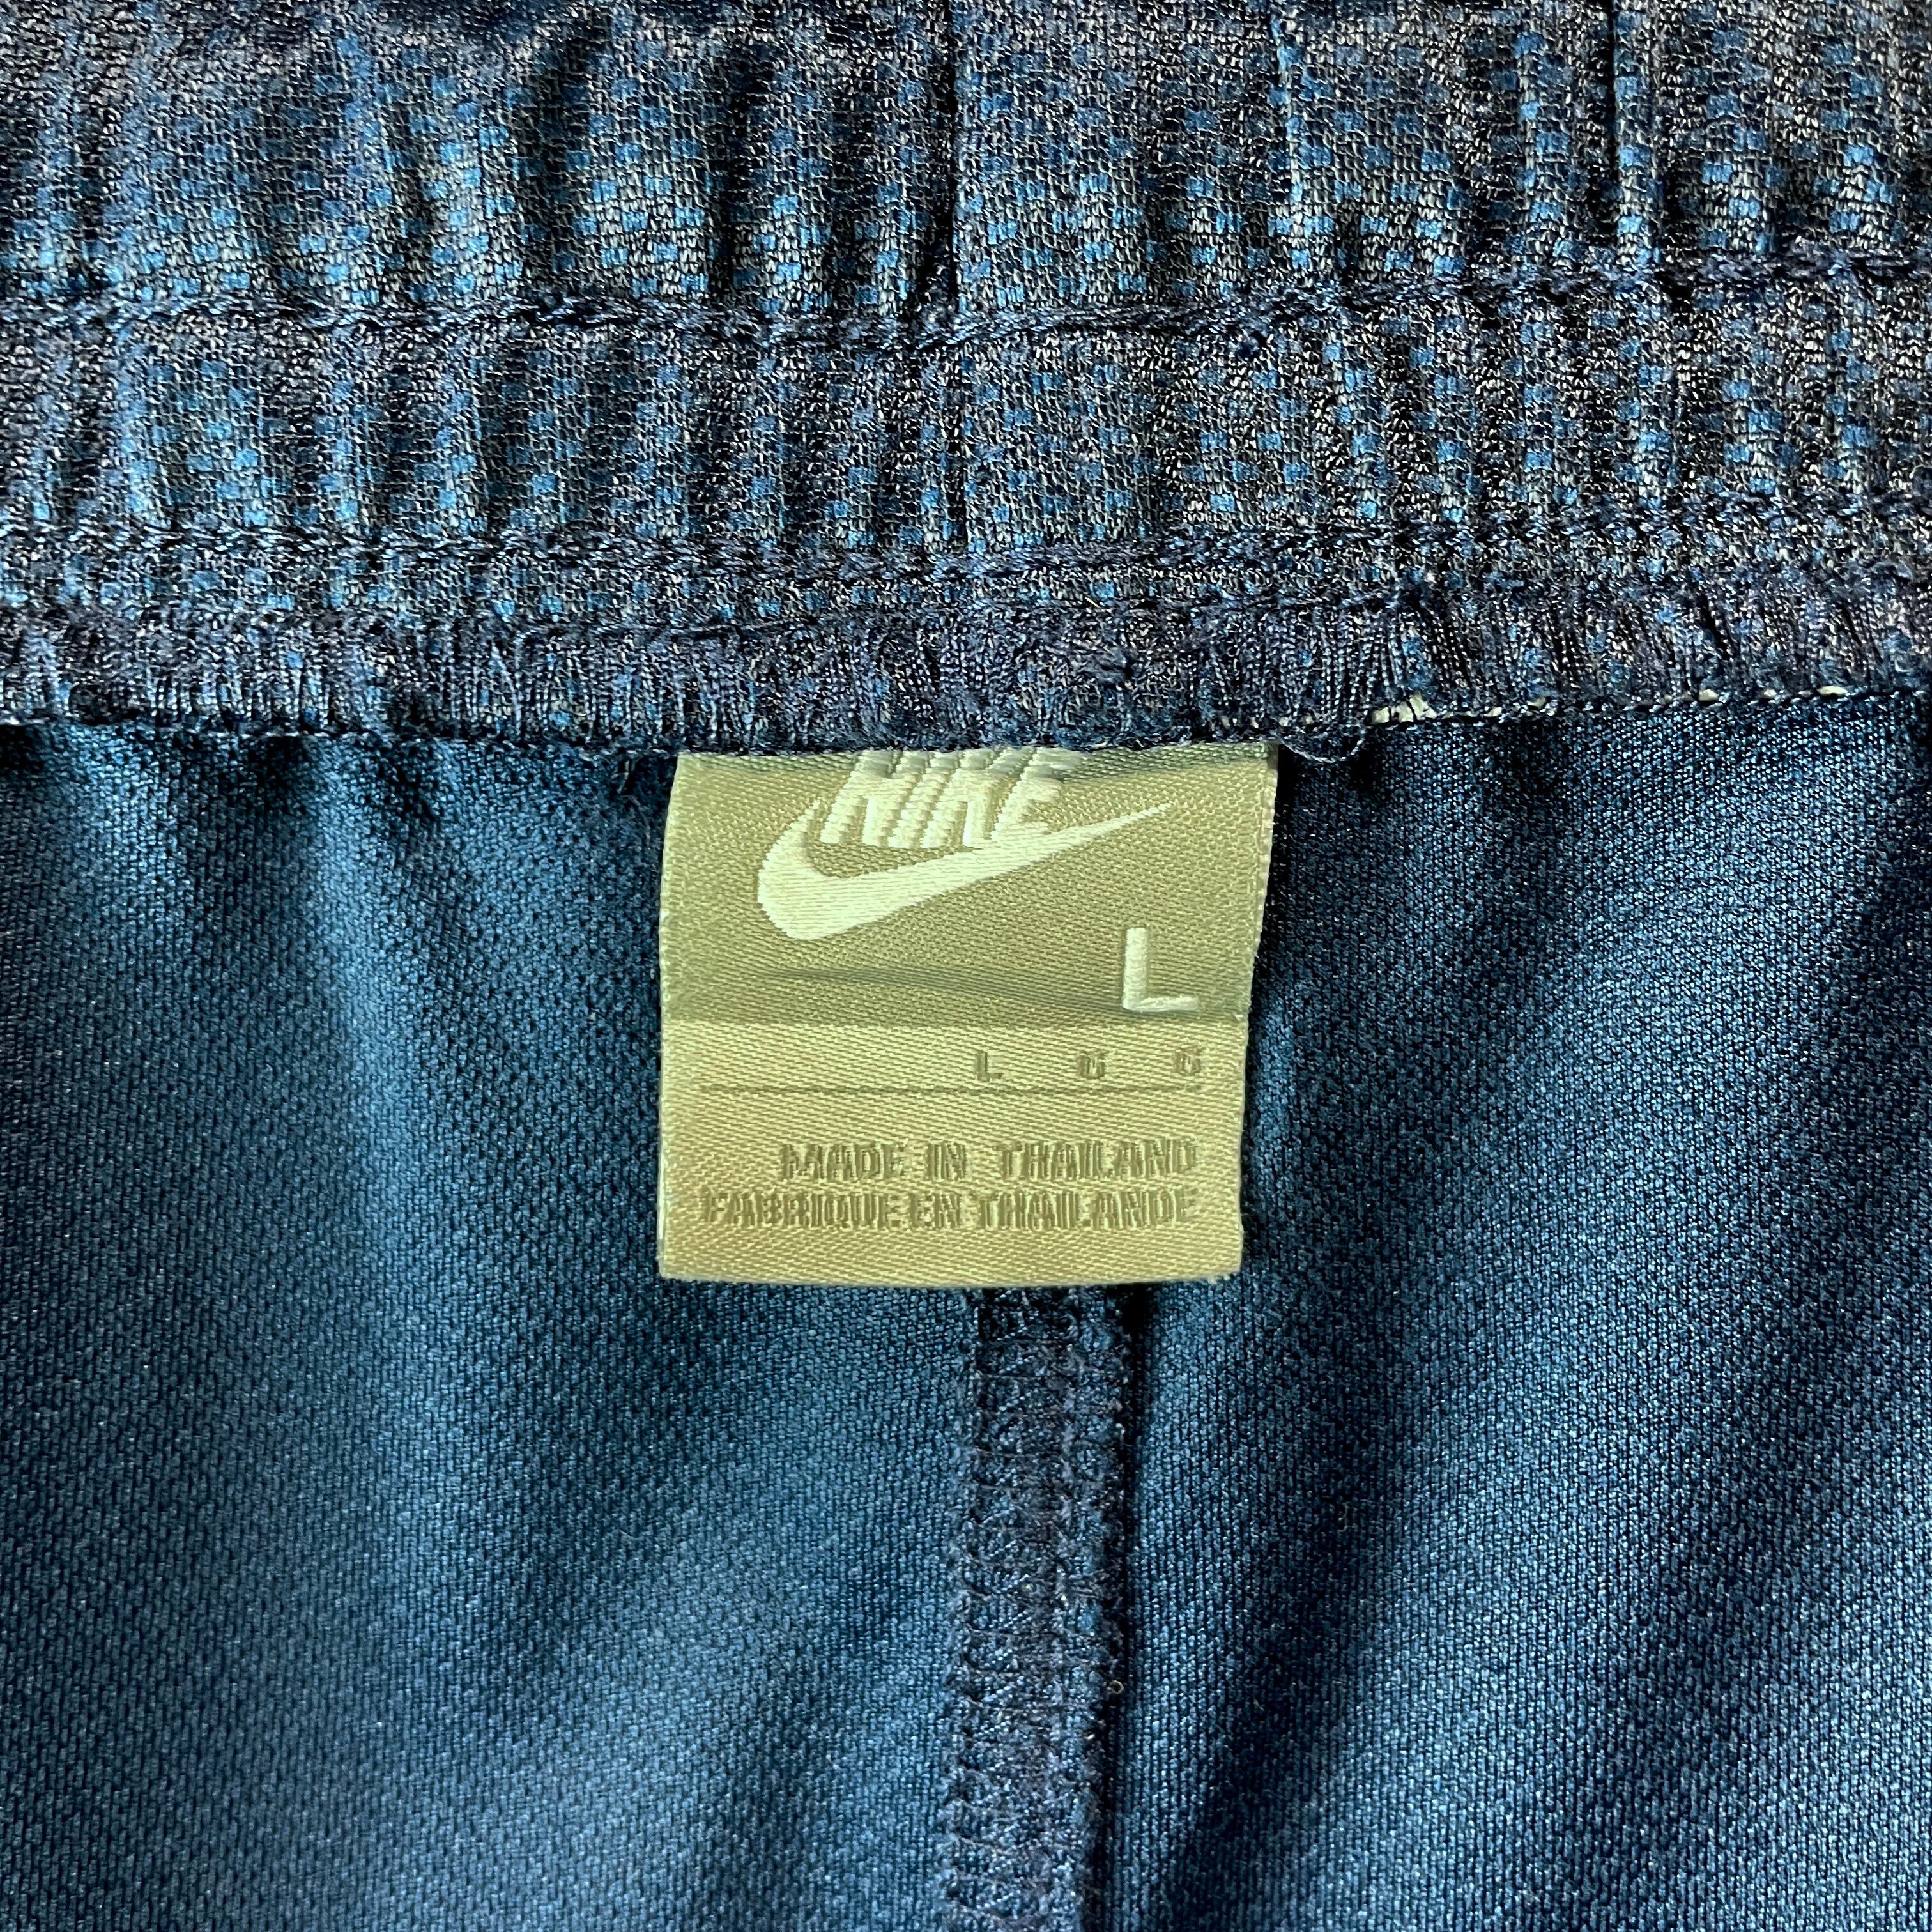 NIKE
L
L G G
MADE IN THAILAND
FABRIQUE EN THAILANDE